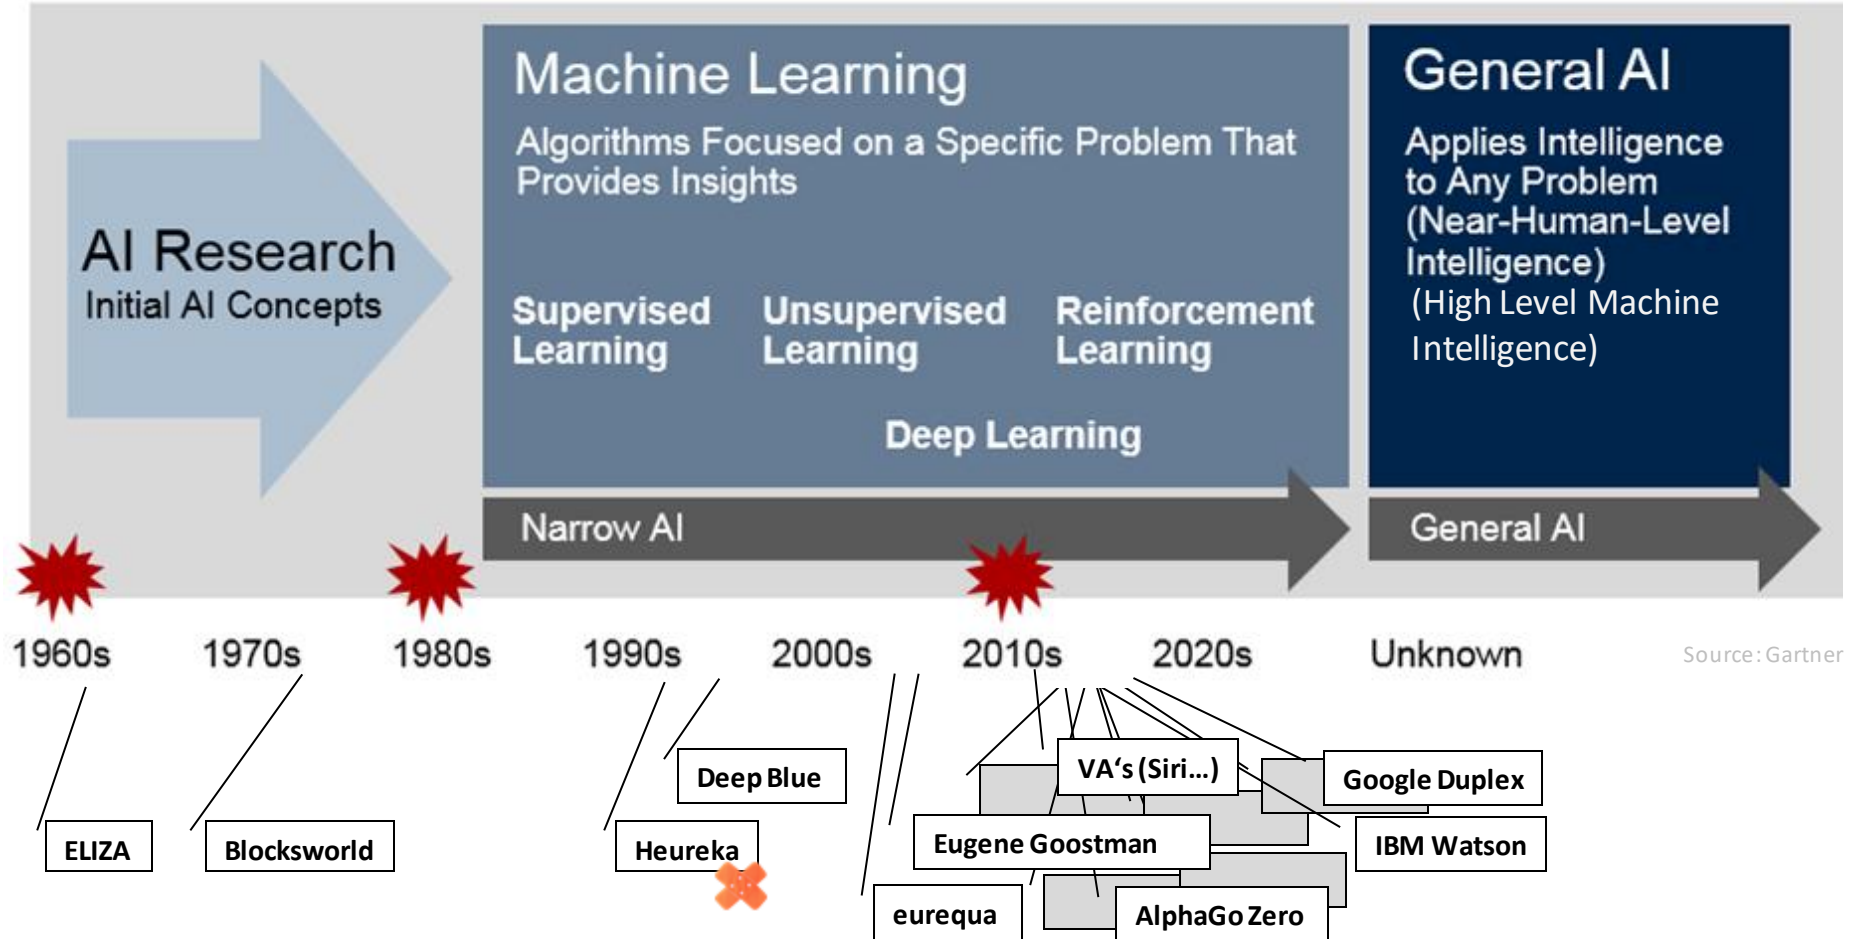 AI Research
Initial AI Concepts
Machine Learning
Algorithms Focused on a Specific Problem That
Provides Insights
Supervised
Learning
Unsupervised
Learning
Reinforcement
Learning
Deep Learning
Narrow AI
General AI
Applies Intelligence
to Any Problem
(Near-Human-Level
Intelligence)
(High Level Machine
Intelligence)
General AI
1960s
1970s
1980s
1990s
2000s
2010s
2020s
Unknown
Source: Gartner
ELIZA
Blocksworld
Heureka
Deep Blue
eurequa
Eugene Goostman
VA‘s (Siri…)
AlphaGo Zero
Google Duplex
IBM Watson